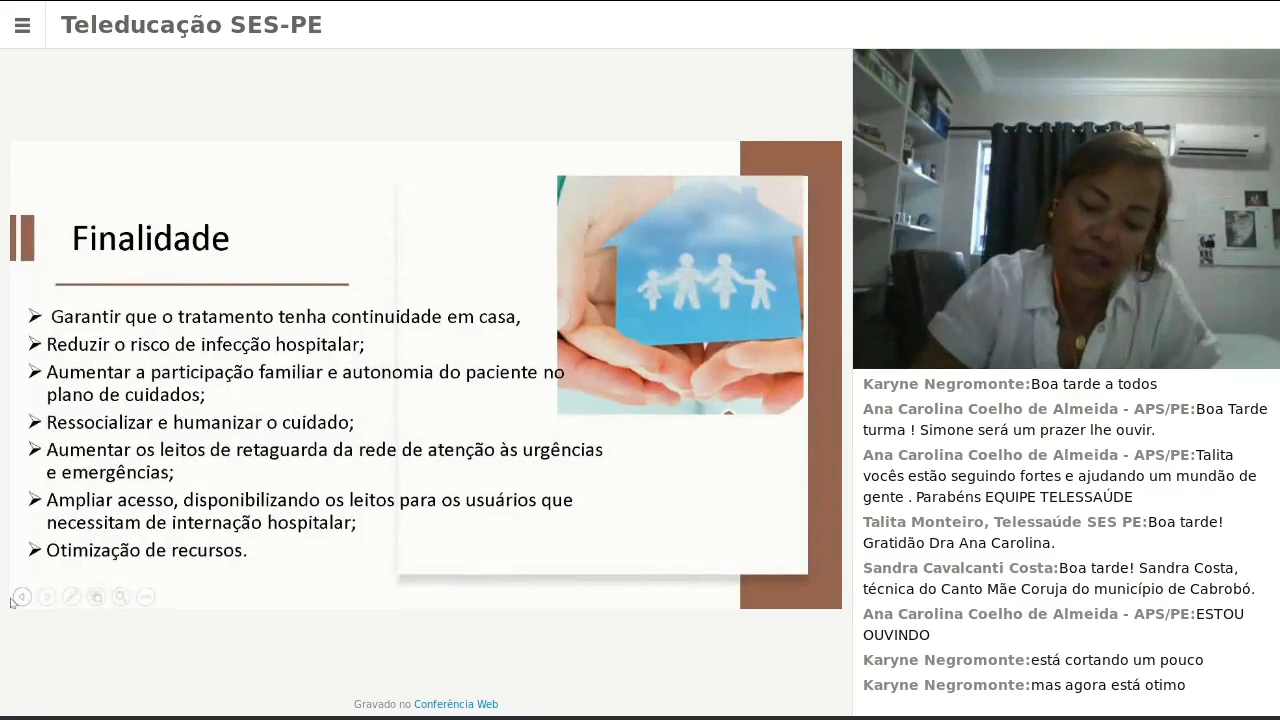 Teleducação SES-PE
Finalidade
Garantir que o tratamento tenha continuidade em casa,
Reduzir o risco de infecção hospitalar;
Aumentar a participação familiar e autonomia do paciente no
plano de cuidados;
Ressocializar e humanizar o cuidado;
Aumentar os leitos de retaguarda da rede de atenção às urgências
e emergências;
Ampliar acesso, disponibilizando os leitos para os usuários que
necessitam de internação hospitalar;
Otimização de recursos.
Gravado no Conferência Web
Karyne Negromonte:Boa tarde a todos
Ana Carolina Coelho de Almeida - APS/PE:Boa Tarde
turma ! Simone será um prazer lhe ouvir.
Ana Carolina Coelho de Almeida - APS/PE:Talita
vocês estão seguindo fortes e ajudando um mundão de
gente . Parabéns EQUIPE TELESSAÚDE
Talita Monteiro, Telessaúde SES PE:Boa tarde!
Gratidão Dra Ana Carolina.
Sandra Cavalcanti Costa:Boa tarde! Sandra Costa,
técnica do Canto Mãe Coruja do município de Cabrobó.
Ana Carolina Coelho de Almeida - APS/PE:ESTOU
OUVINDO
Karyne Negromonte:está cortando um pouco
Karyne Negromonte:mas agora está otimo